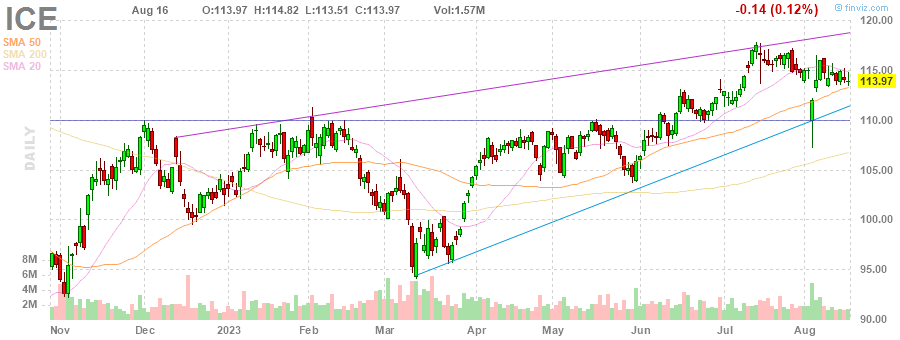 ICE
Aug 16 O:113.97 H:114.82 L:113.51 C:113.97 Vol:1.57M -0.14 (0.12%)
© finviz.com
SMA 50
SMA 200
SMA 20
DAILY
120.00
115.00
113.97
110.00
105.00
100.00
95.00
90.00
8M
6M
4M
2M
Nov Dec 2023 Feb Mar Apr May Jun Jul Aug